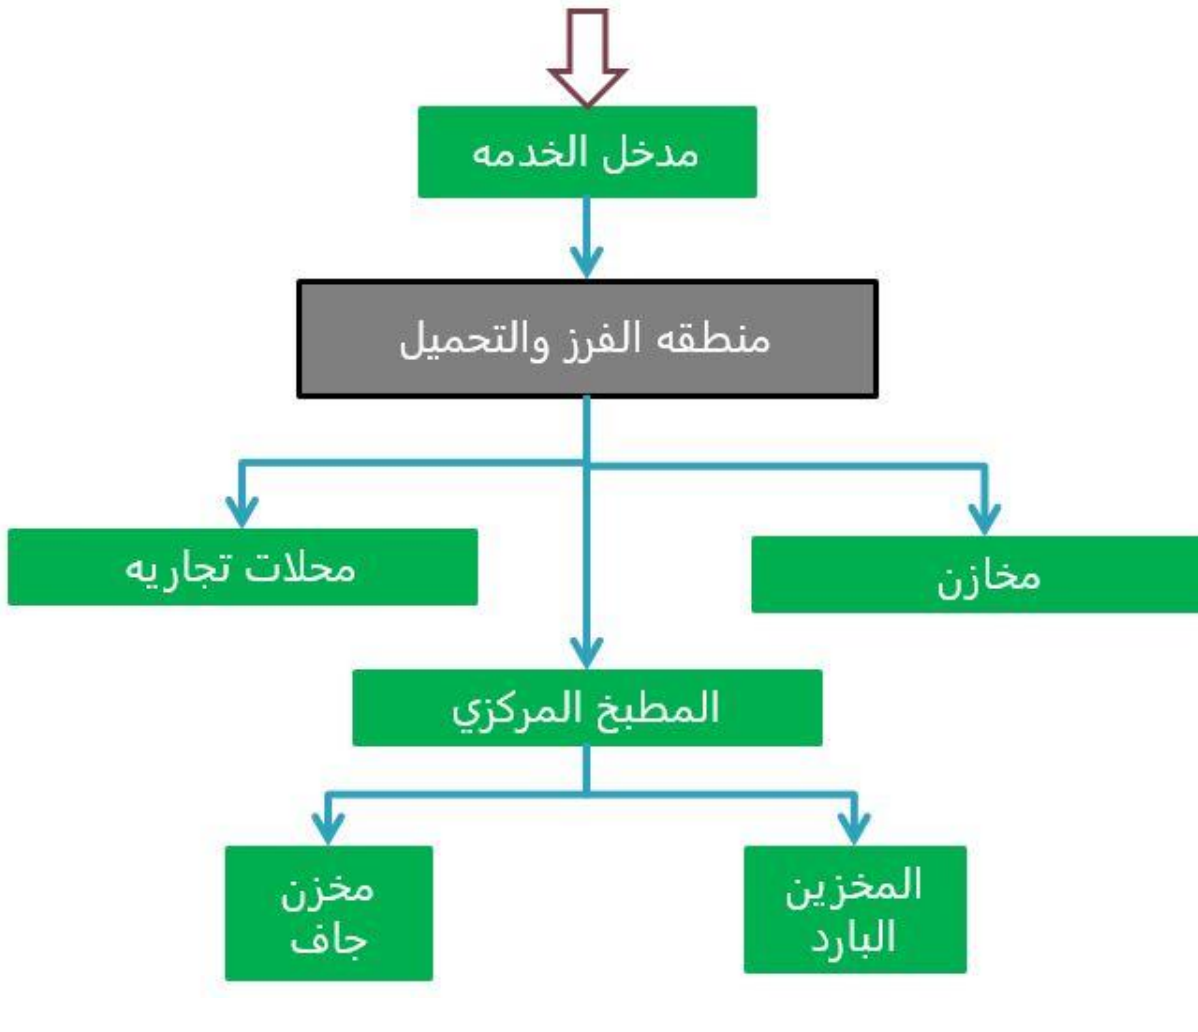 مدخل الخدمه
منطقه الفرز والتحميل
محلات تجاريه
مخازن
المطبخ المركزي
مخزن
جاف
المخزين
البارد